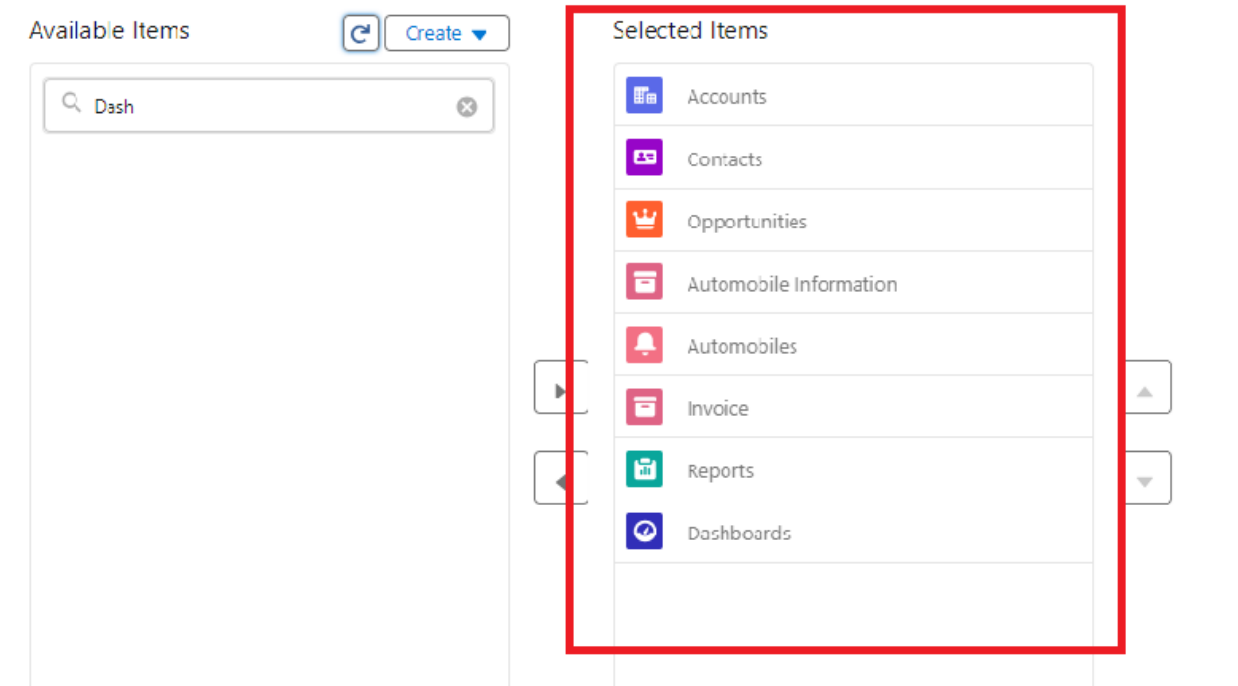 Available Items
Create
Dash
Selected Items
Accounts
Contacts
Opportunities
Automobile Information
Automobiles
Invoice
Reports
Dashboards